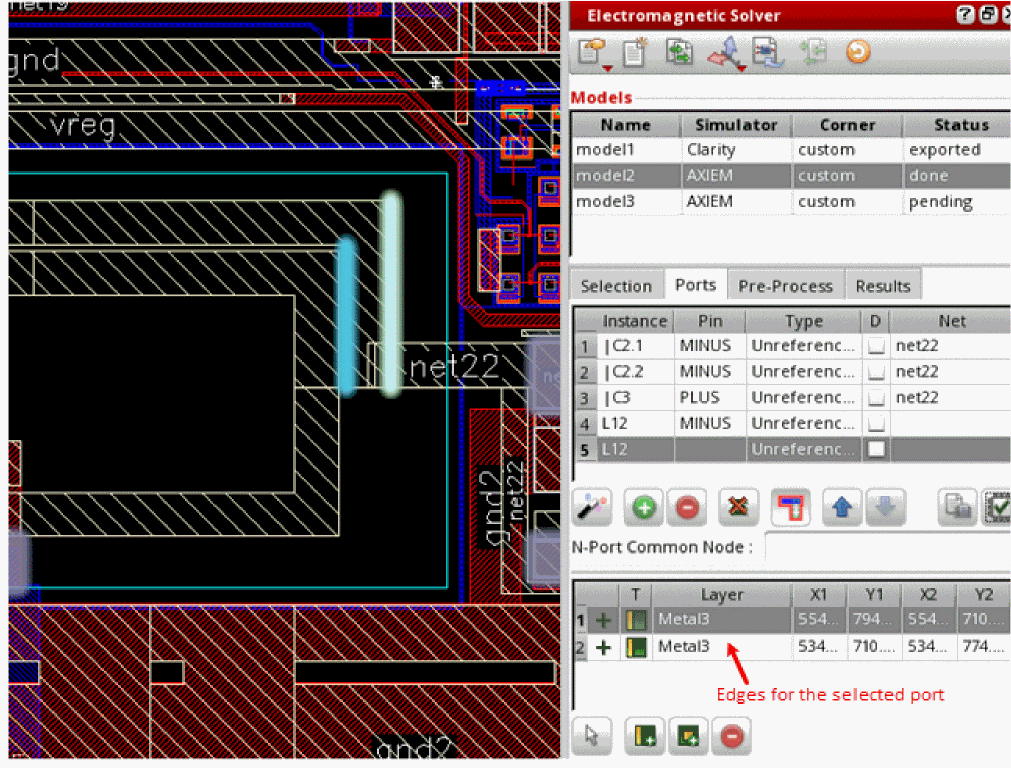 net19
Electromagnetic Solver
gnd
vreg
Models
Name Simulator Corner Status
model1 Clarity custom exported
model2 AXIEM custom done
model3 AXIEM custom pending
Selection Ports Pre-Process Results
Instance Pin Type D Net
1 |C2.1 MINUS Unreferenc... net22
2 |C2.2 MINUS Unreferenc... net22
3 |C3 PLUS Unreferenc... net22
4 L12 MINUS Unreferenc...
5 L12 Unreferenc...
net22
gnd2
net22
N-Port Common Node :
T Layer X1 Y1 X2 Y2
1 Metal3 554... 794... 554... 710....
2 Metal3 534... 710.... 534... 774....
Edges for the selected port
gnd2